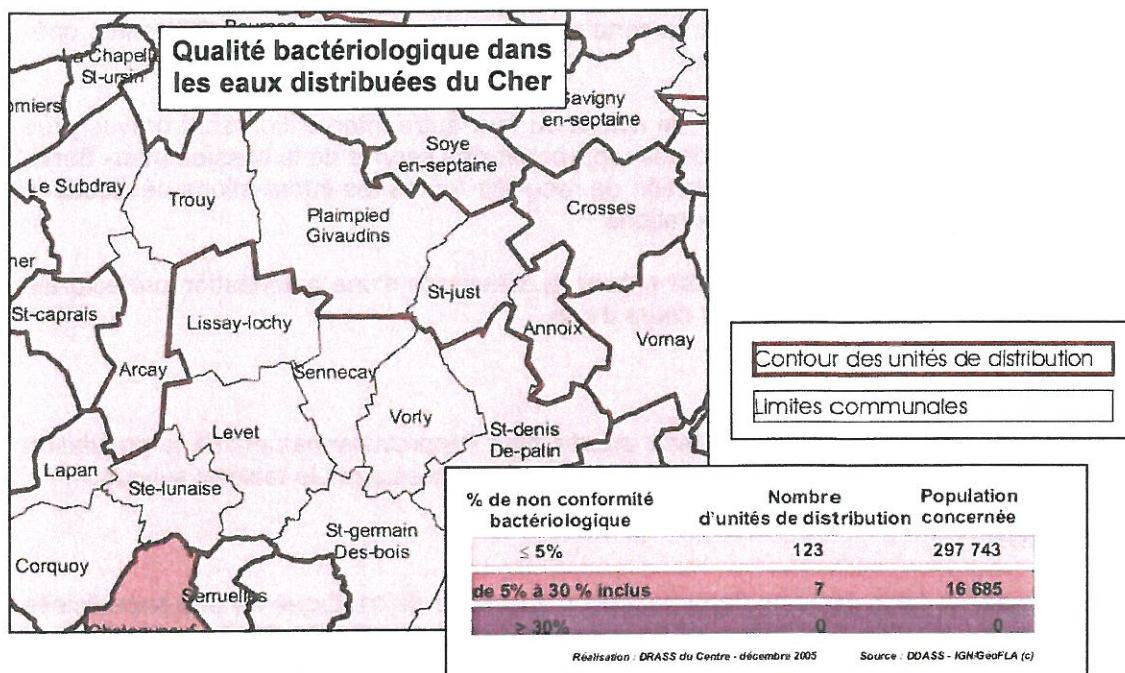 Qualité bactériologique dans
les eaux distribuées du Cher
La Chapelle
St-ursin
Savigny
en-septaine
Soye
en-septaine
Le Subdray
Trouy
Plaimpied
Givaudins
Crosses
St-caprais
Lissay-lochy
St-just
Annoix
Vornay
Arcay
Sennecay
Levet
Vorly
St-denis
De-palin
Lapan
Ste-lunaise
St-germain
Des-bois
Corquoy
Serruelles
Contour des unités de distribution
Limites communales
% de non conformité bactériologique Nombre d'unités de distribution Population concernée
≤ 5% 123 297 743
de 5% à 30 % inclus 7 16 685
≥ 30% 0 0
Réalisation : DRASS du Centre - décembre 2005 Source : DDASS - IGN/GéoFLA (c)